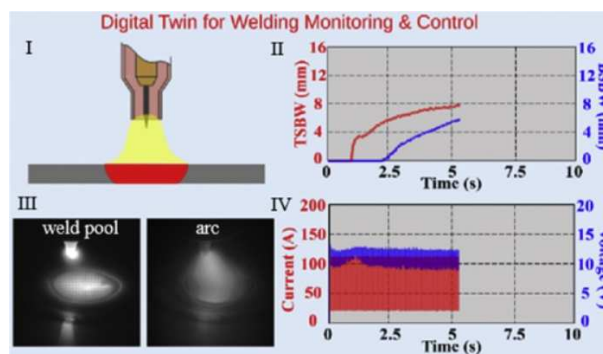 Digital Twin for Welding Monitoring & Control
I
II
TSBW (mm)
16
12
8
4
0
16
12
8
4
0
0
2.5
5
7.5
10
Time (s)
III
weld pool
arc
IV
Current (A)
200
150
100
50
0
20
15
10
5
0
0
2.5
5
7.5
10
Time (s)